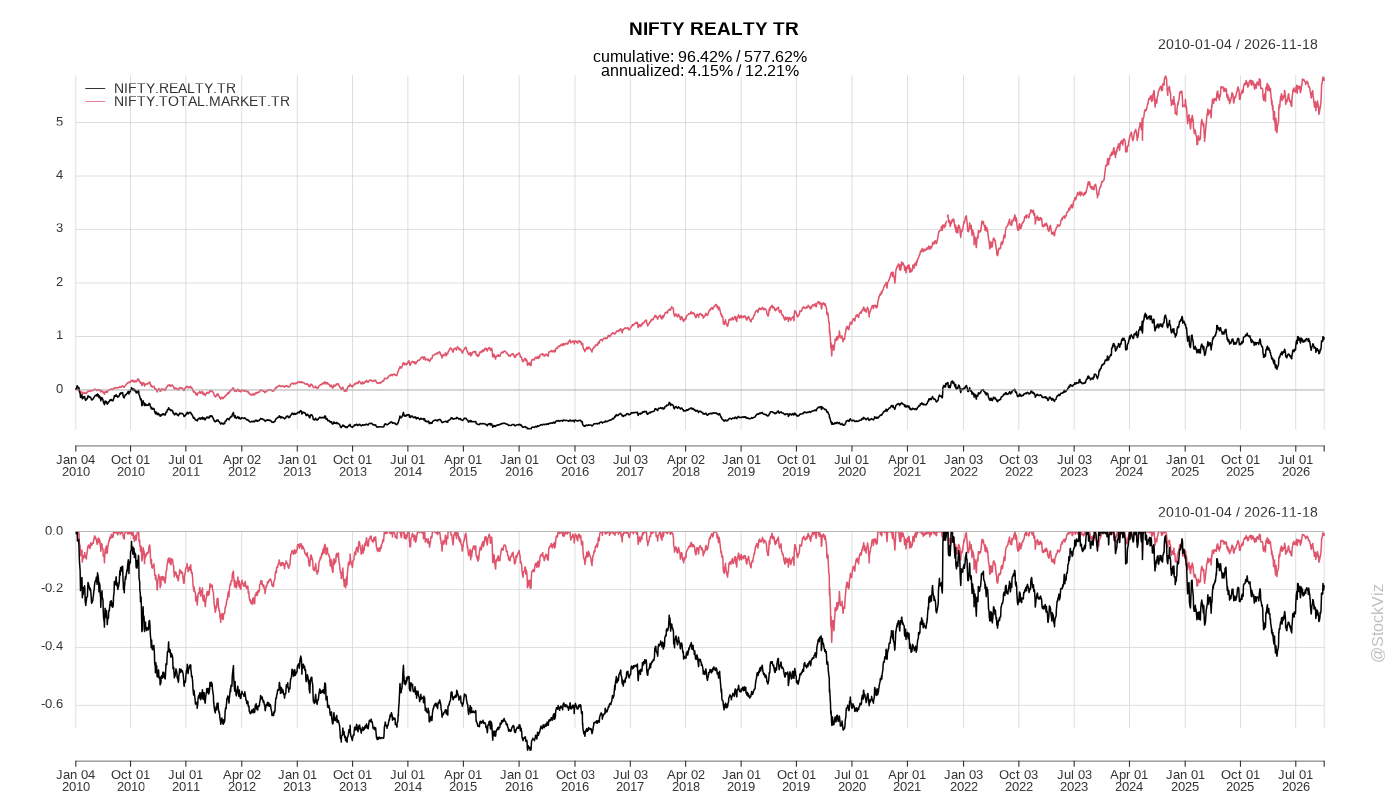 NIFTY REALTY TR
2010-01-04 / 2026-11-18
cumulative: 96.42% / 577.62%
annualized: 4.15% / 12.21%
NIFTY.REALTY.TR
NIFTY.TOTAL.MARKET.TR
5
4
3
2
1
0
Jan 04 Oct 01 Jul 01 Apr 02 Jan 01 Oct 01 Jul 01 Apr 01 Jan 01 Oct 03 Jul 03 Apr 02 Jan 01 Oct 01 Jul 01 Apr 01 Jan 03 Oct 03 Jul 03 Apr 01 Jan 01 Oct 01 Jul 01
2010 2010 2011 2012 2013 2013 2014 2015 2016 2016 2017 2018 2019 2019 2020 2021 2022 2022 2023 2024 2025 2025 2026
2010-01-04 / 2026-11-18
0.0
-0.2
-0.4
-0.6
Jan 04 Oct 01 Jul 01 Apr 02 Jan 01 Oct 01 Jul 01 Apr 01 Jan 01 Oct 03 Jul 03 Apr 02 Jan 01 Oct 01 Jul 01 Apr 01 Jan 03 Oct 03 Jul 03 Apr 01 Jan 01 Oct 01 Jul 01
2010 2010 2011 2012 2013 2013 2014 2015 2016 2016 2017 2018 2019 2019 2020 2021 2022 2022 2023 2024 2025 2025 2026
@StockViz